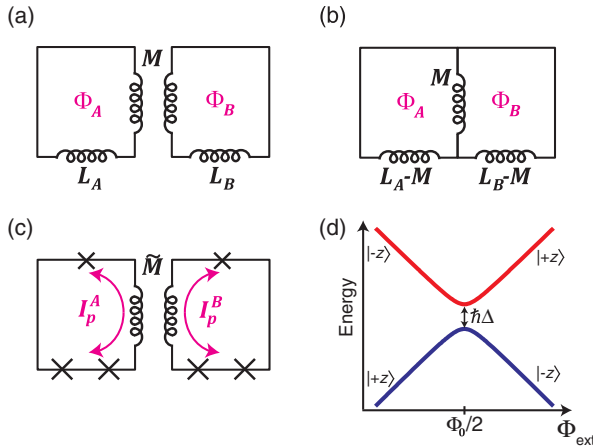 (a)
M
Φ_A
Φ_B
L_A
L_B
(b)
M
Φ_A
Φ_B
L_A-M
L_B-M
(c)
M̃
I_p^A
I_p^B
(d)
Energy
|-z⟩
|+z⟩
ħΔ
|+z⟩
|-z⟩
Φ_0/2
Φ_ext